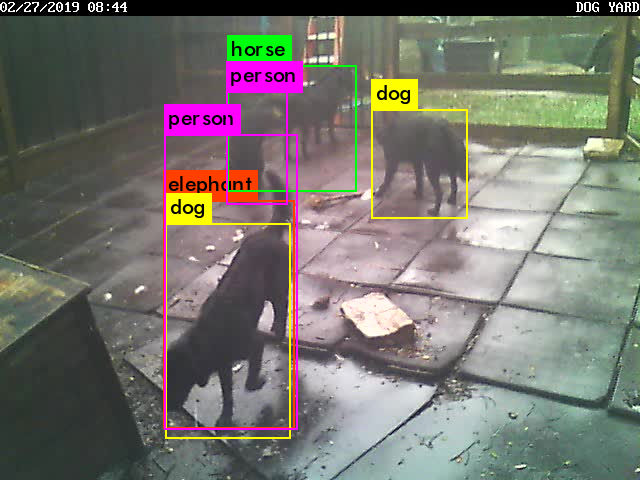 02/27/2019 08:44 DOG YARD
horse
person
dog
person
elephant
dog